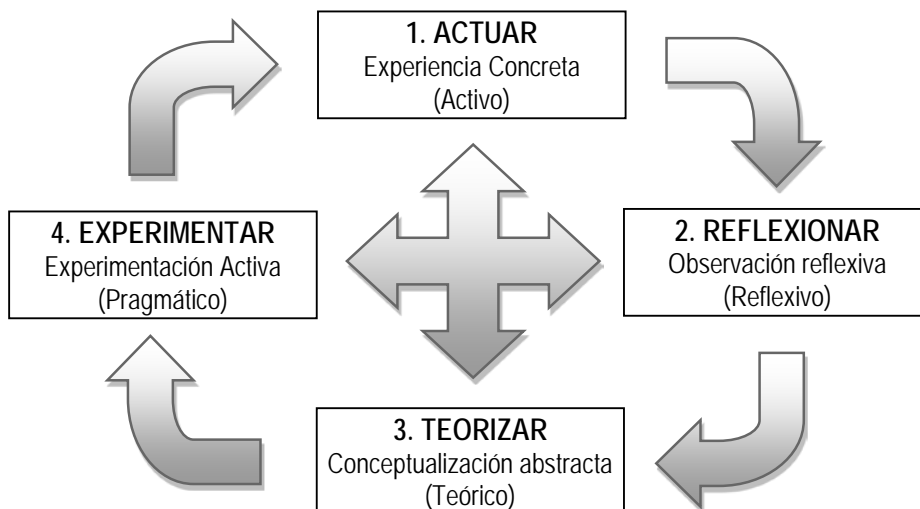 1. ACTUAR
Experiencia Concreta
(Activo)
4. EXPERIMENTAR
Experimentación Activa
(Pragmático)
2. REFLEXIONAR
Observación reflexiva
(Reflexivo)
3. TEORIZAR
Conceptualización abstracta
(Teórico)